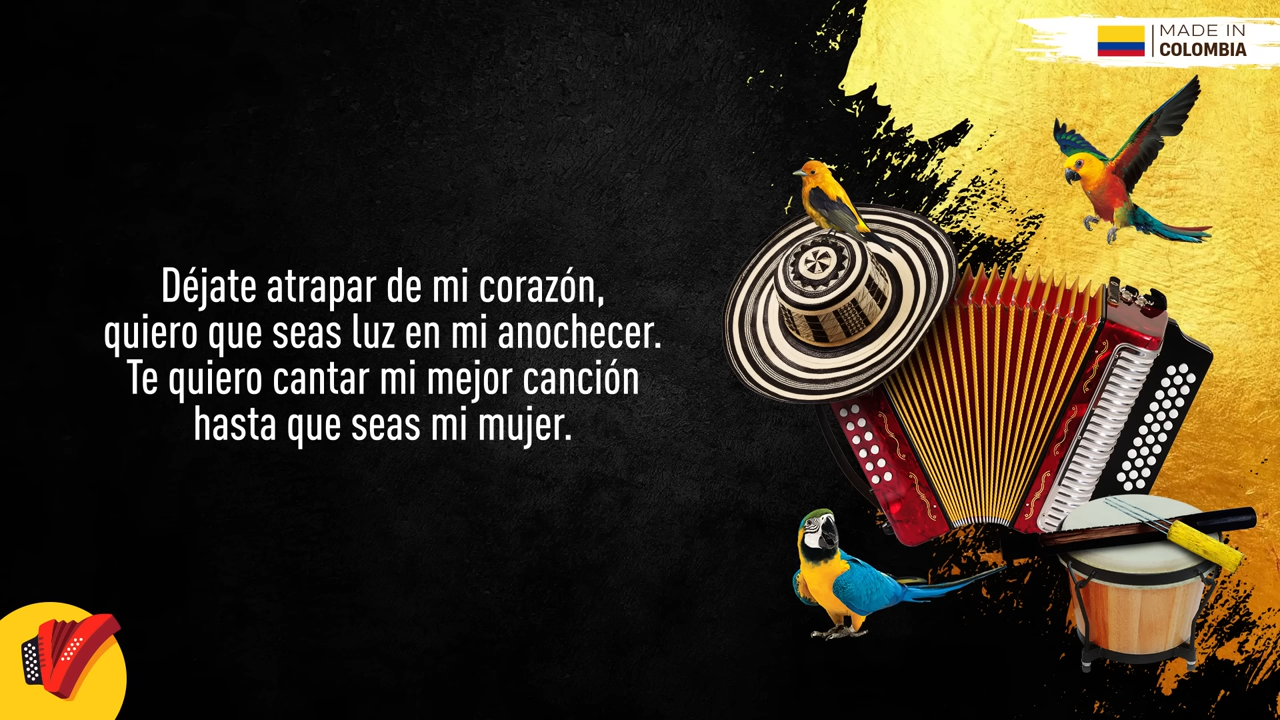 MADE IN
COLOMBIA
Déjate atrapar de mi corazón,
quiero que seas luz en mi anochecer.
Te quiero cantar mi mejor canción
hasta que seas mi mujer.